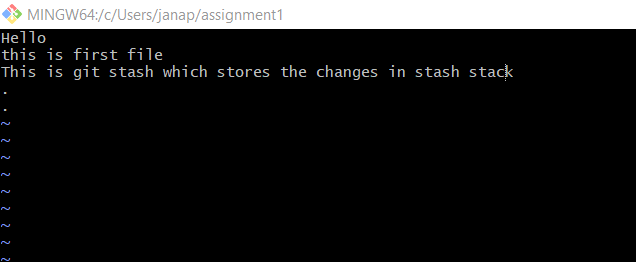 MINGW64:/c/Users/janap/assignment1
Hello
this is first file
This is git stash which stores the changes in stash stack
.
.
~
~
~
~
~
~
~
~
~